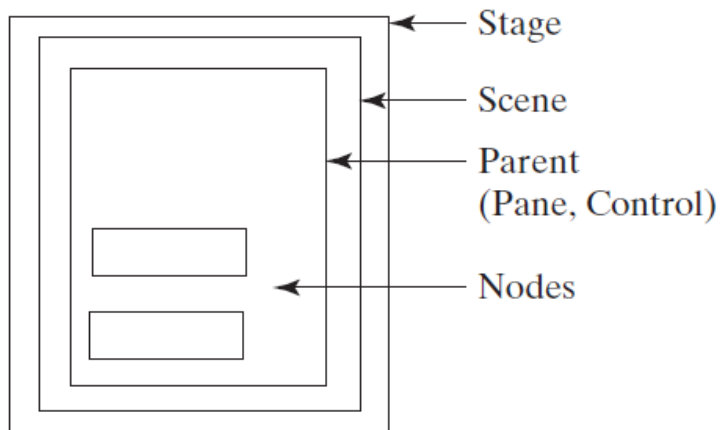 Stage
Scene
Parent
(Pane, Control)
Nodes